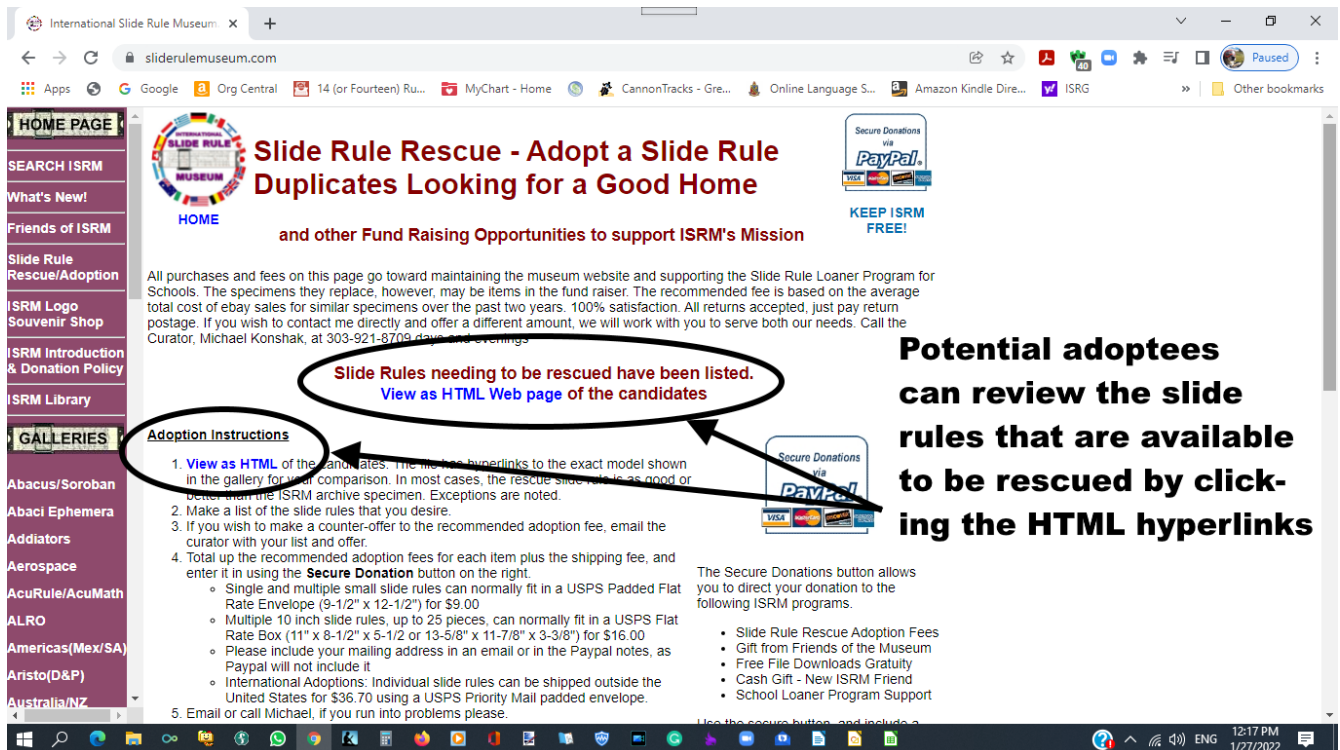 International Slide Rule Museum
sliderulemuseum.com
40
Paused
Apps
Google
Org Central
14 (or Fourteen) Ru...
MyChart - Home
CannonTracks - Gre...
Online Language S...
Amazon Kindle Dire...
ISRG
Other bookmarks
HOME PAGE
SEARCH ISRM
What's New!
Friends of ISRM
Slide Rule
Rescue/Adoption
ISRM Logo
Souvenir Shop
ISRM Introduction
& Donation Policy
ISRM Library
GALLERIES
Abacus/Soroban
Abaci Ephemera
Addiators
Aerospace
AcuRule/AcuMath
ALRO
Americas(Mex/SA)
Aristo(D&P)
Australia/NZ
INTERNATIONAL
SLIDE RULE
MUSEUM
HOME
Slide Rule Rescue - Adopt a Slide Rule
Duplicates Looking for a Good Home
and other Fund Raising Opportunities to support ISRM's Mission
Secure Donations
via
PayPal
VISA
KEEP ISRM
FREE!
All purchases and fees on this page go toward maintaining the museum website and supporting the Slide Rule Loaner Program for
Schools. The specimens they replace, however, may be items in the fund raiser. The recommended fee is based on the average
total cost of ebay sales for similar specimens over the past two years. 100% satisfaction. All returns accepted, just pay return
postage. If you wish to contact me directly and offer a different amount, we will work with you to serve both our needs. Call the
Curator, Michael Konshak, at 303-921-8709 days and evenings
Slide Rules needing to be rescued have been listed.
View as HTML Web page of the candidates
Adoption Instructions
1. View as HTML of the candidates. The file has hyperlinks to the exact model shown
in the gallery for your comparison. In most cases, the rescue slide rule is as good or
better than the ISRM archive specimen. Exceptions are noted.
2. Make a list of the slide rules that you desire.
3. If you wish to make a counter-offer to the recommended adoption fee, email the
curator with your list and offer.
4. Total up the recommended adoption fees for each item plus the shipping fee, and
enter it in using the Secure Donation button on the right.
Single and multiple small slide rules can normally fit in a USPS Padded Flat
Rate Envelope (9-1/2" x 12-1/2") for $9.00
Multiple 10 inch slide rules, up to 25 pieces, can normally fit in a USPS Flat
Rate Box (11" x 8-1/2" x 5-1/2 or 13-5/8" x 11-7/8" x 3-3/8") for $16.00
Please include your mailing address in an email or in the Paypal notes, as
Paypal will not include it
International Adoptions: Individual slide rules can be shipped outside the
United States for $36.70 using a USPS Priority Mail padded envelope.
5. Email or call Michael, if you run into problems please.
Secure Donations
via
PayPal
VISA
The Secure Donations button allows
you to direct your donation to the
following ISRM programs.
Slide Rule Rescue Adoption Fees
Gift from Friends of the Museum
Free File Downloads Gratuity
Cash Gift - New ISRM Friend
School Loaner Program Support
Use the secure button, and include a
Potential adoptees
can review the slide
rules that are available
to be rescued by click-
ing the HTML hyperlinks
ENG
12:17 PM
1/27/2022